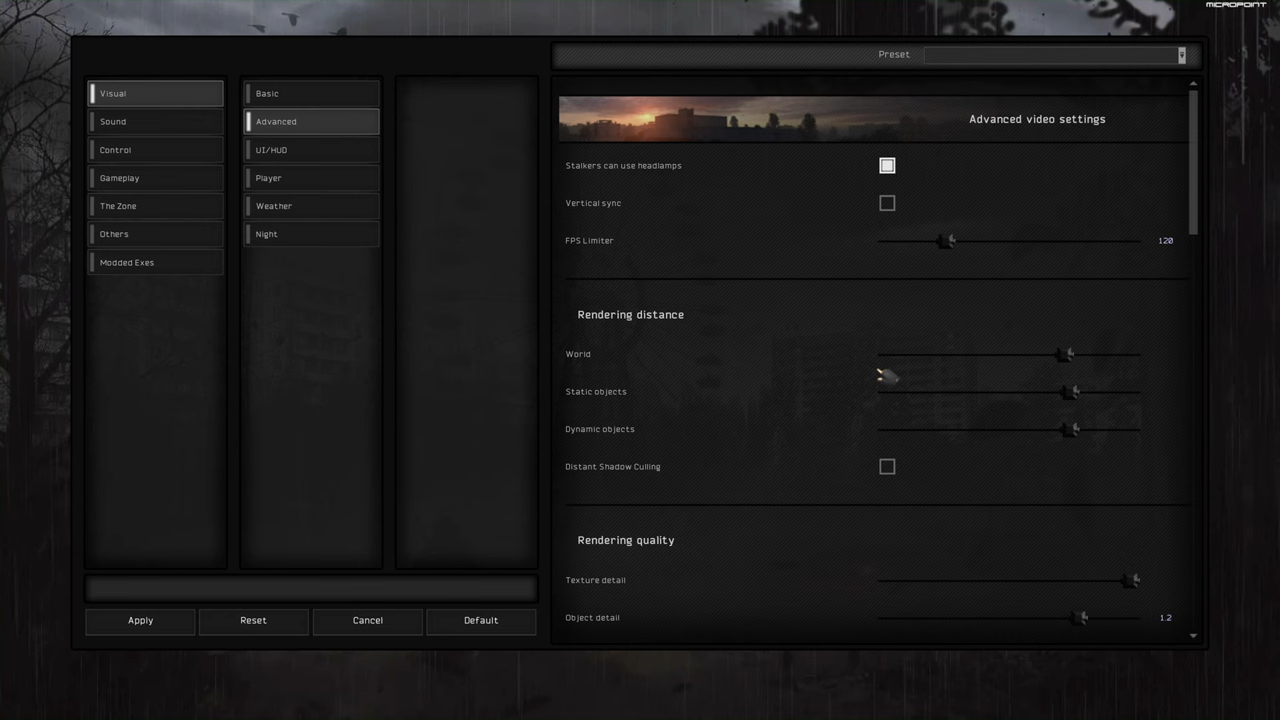 MICROPOINT
Preset
Visual
Sound
Control
Gameplay
The Zone
Others
Modded Exes
Basic
Advanced
UI/HUD
Player
Weather
Night
Advanced video settings
Stalkers can use headlamps
Vertical sync
FPS Limiter 120
Rendering distance
World
Static objects
Dynamic objects
Distant Shadow Culling
Rendering quality
Texture detail
Object detail 1.2
Apply Reset Cancel Default